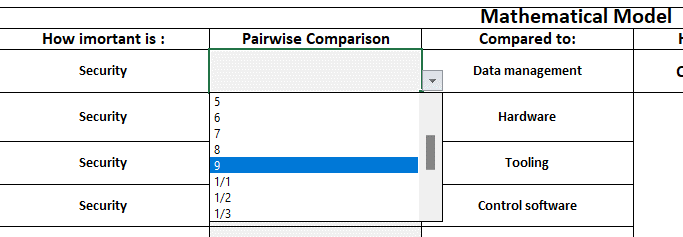 Mathematical Model
How imortant is : Pairwise Comparison Compared to:
Security Data management
5
Security Hardware
6
7
8
Security 9 Tooling
1/1
1/2
Security Control software
1/3